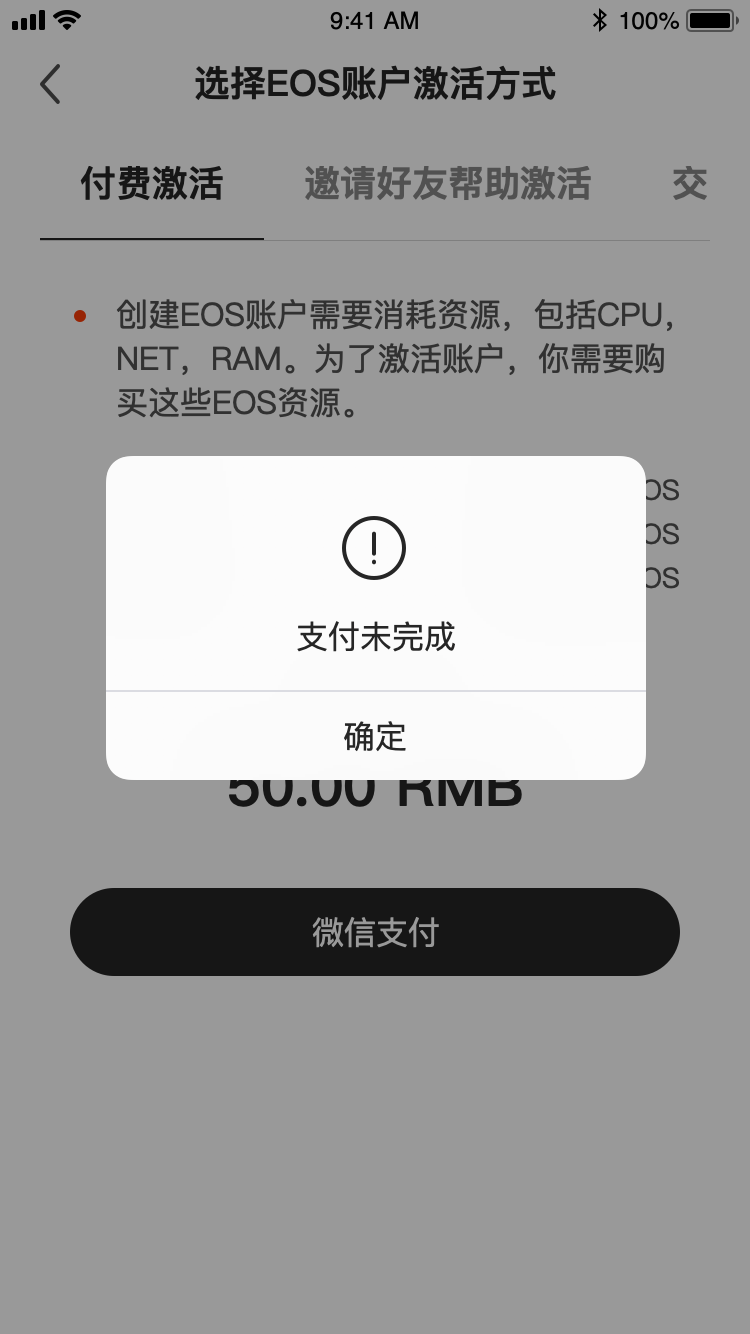 9:41 AM
100%
选择EOS账户激活方式
付费激活
邀请好友帮助激活
交
创建EOS账户需要消耗资源，包括CPU，
NET，RAM。为了激活账户，你需要购
买这些EOS资源。
OS
OS
OS
支付未完成
确定
50.00 RMB
微信支付